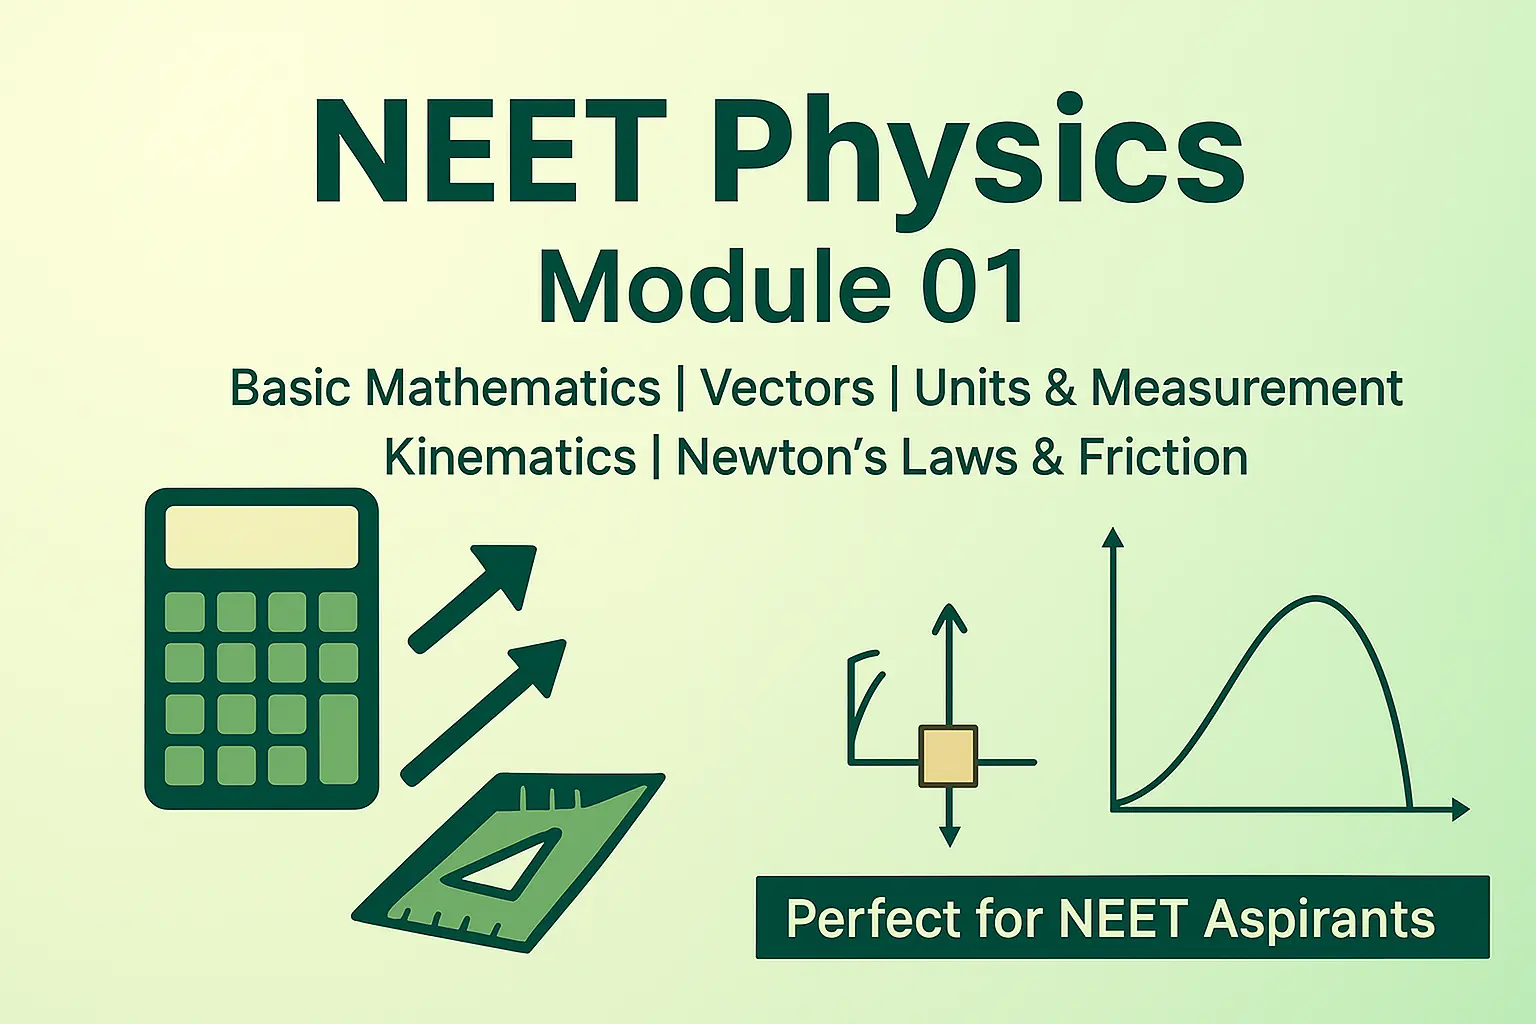 NEET Physics
Module 01
Basic Mathematics | Vectors | Units & Measurement
Kinematics | Newton’s Laws & Friction
Perfect for NEET Aspirants